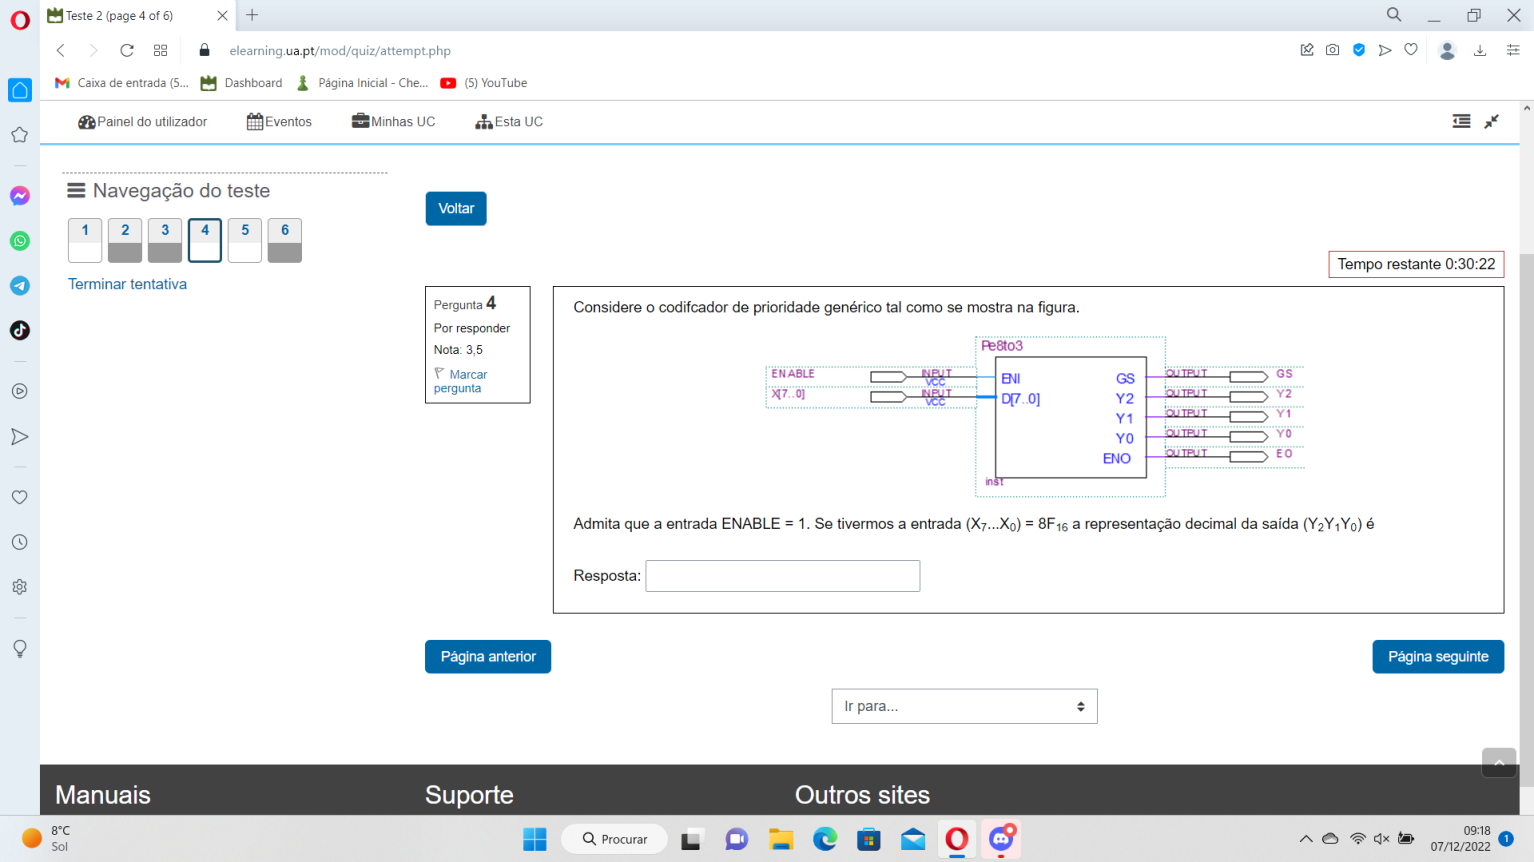 Teste 2 (page 4 of 6)
elearning.ua.pt/mod/quiz/attempt.php
Caixa de entrada (5...
Dashboard
Página Inicial - Che...
(5) YouTube
Painel do utilizador
Eventos
Minhas UC
Esta UC
Navegação do teste
1 2 3 4 5 6
Terminar tentativa
Voltar
Tempo restante 0:30:22
Pergunta 4
Por responder
Nota: 3,5
Marcar pergunta
Considere o codifcador de prioridade genérico tal como se mostra na figura.
Pe8to3
ENABLE INPUT VCC ENI GS OUTPUT GS
X[7..0] INPUT VCC D[7..0] Y2 OUTPUT Y2
Y1 OUTPUT Y1
Y0 OUTPUT Y0
ENO OUTPUT EO
inst
Admita que a entrada ENABLE = 1. Se tivermos a entrada (X₇...X₀) = 8F₁₆ a representação decimal da saída (Y₂Y₁Y₀) é
Resposta:
Página anterior
Página seguinte
Ir para...
Manuais
Suporte
Outros sites
8°C
Sol
Procurar
09:18
07/12/2022
1